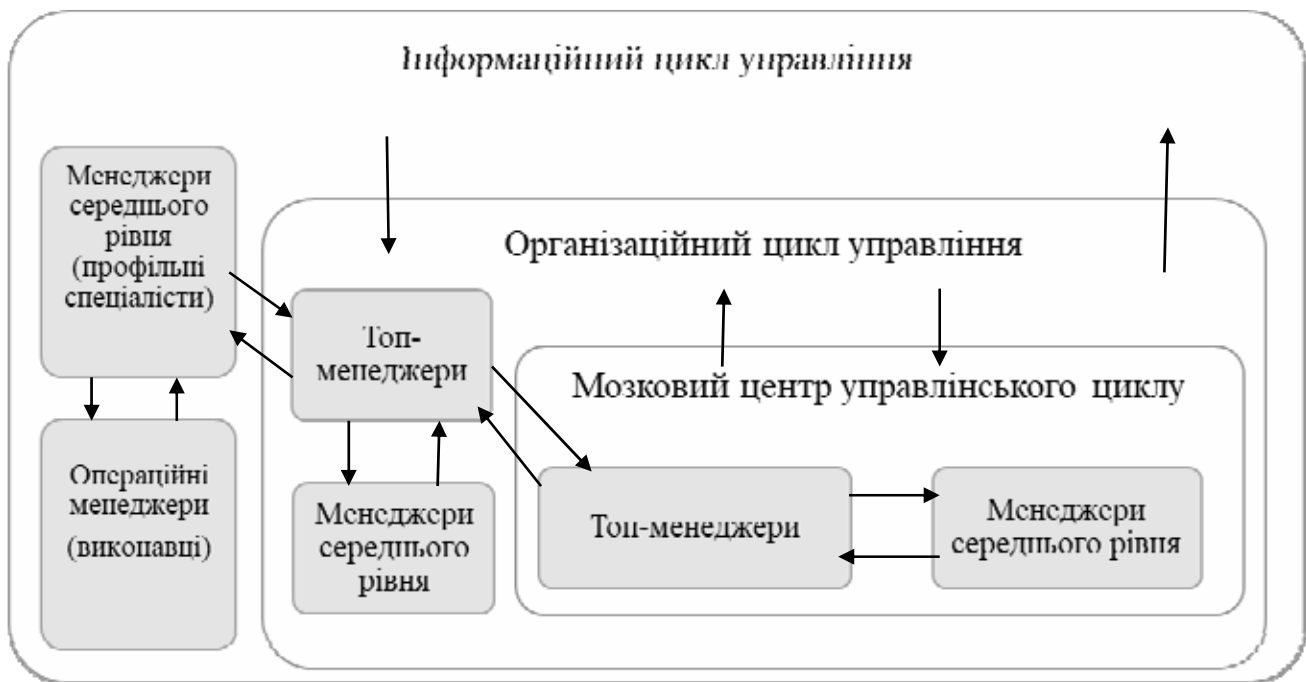 Інформаційний цикл управління
Менеджери
середнього
рівня
(профільні
спеціалісти)
Організаційний цикл управління
Топ-
менеджери
Мозковий центр управлінського циклу
Операційні
менеджери
(виконавці)
Менеджери
середнього
рівня
Топ-менеджери
Менеджери
середнього рівня